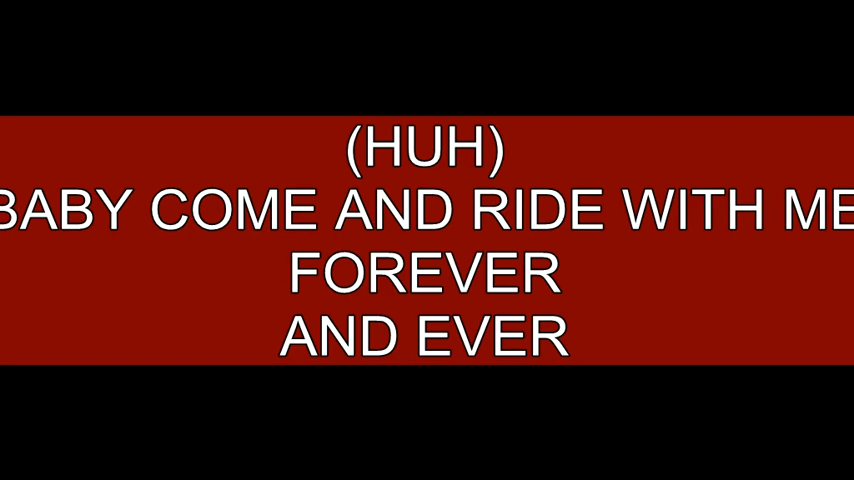 (HUH)
BABY COME AND RIDE WITH ME
FOREVER
AND EVER